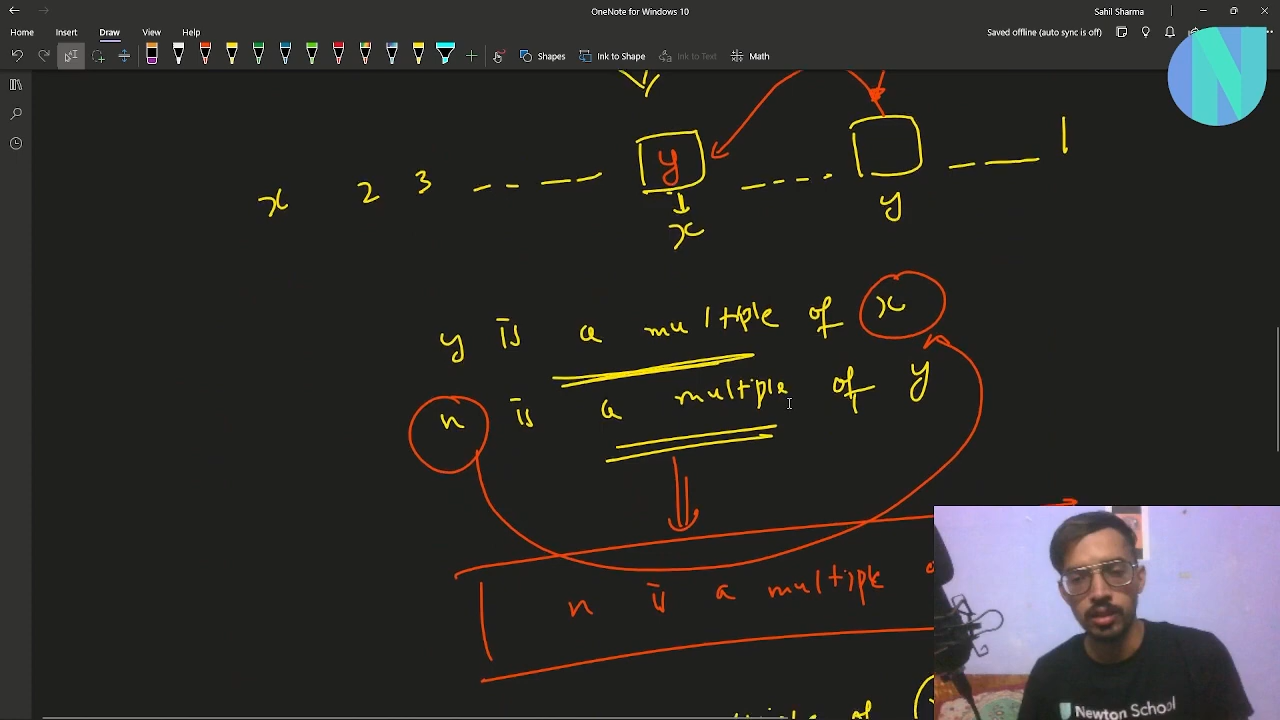 OneNote for Windows 10
Sahil Sharma
Home Insert Draw View Help
Saved offline (auto sync is off)
Shapes Ink to Shape Ink to Text Math
y
x 2 3 1
x y
y is a multiple of x
n is a multiple of y
n is a multiple
of
Newton School